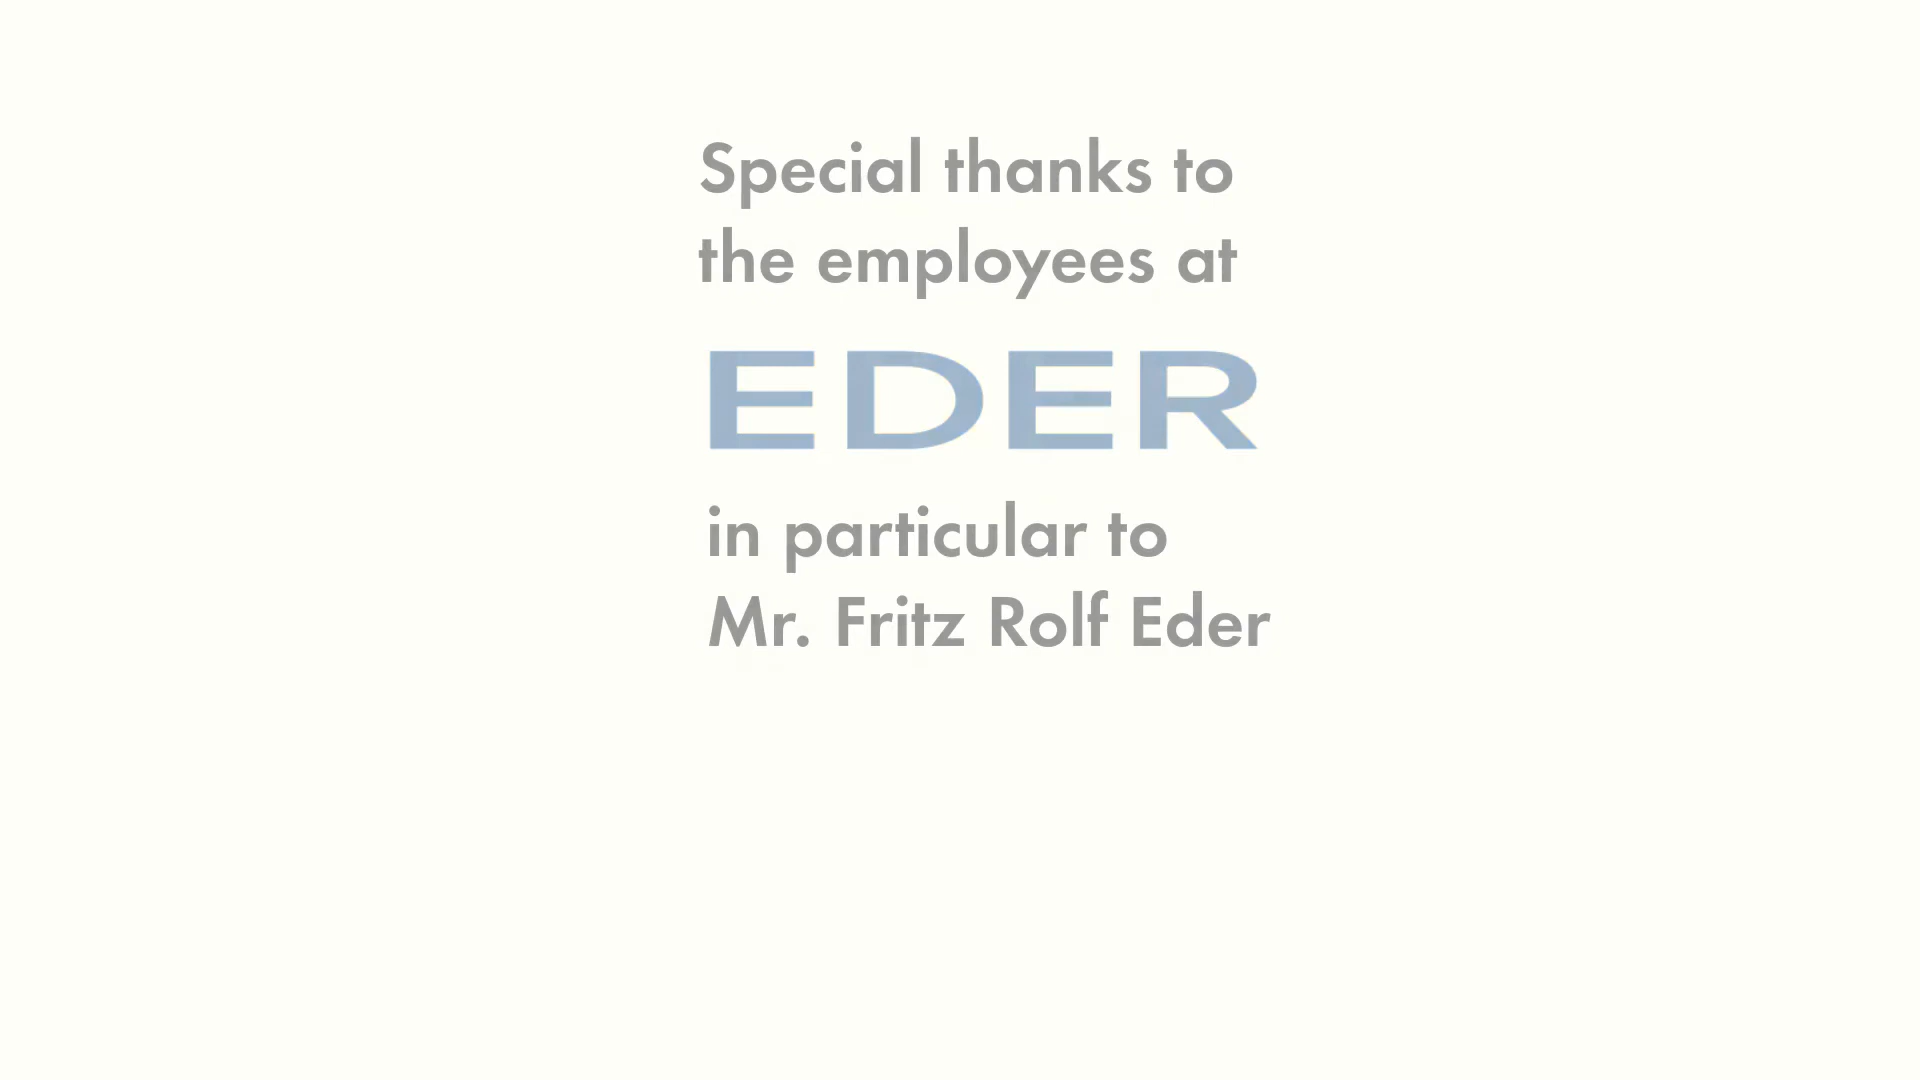 Special thanks to
the employees at
EDER
in particular to
Mr. Fritz Rolf Eder